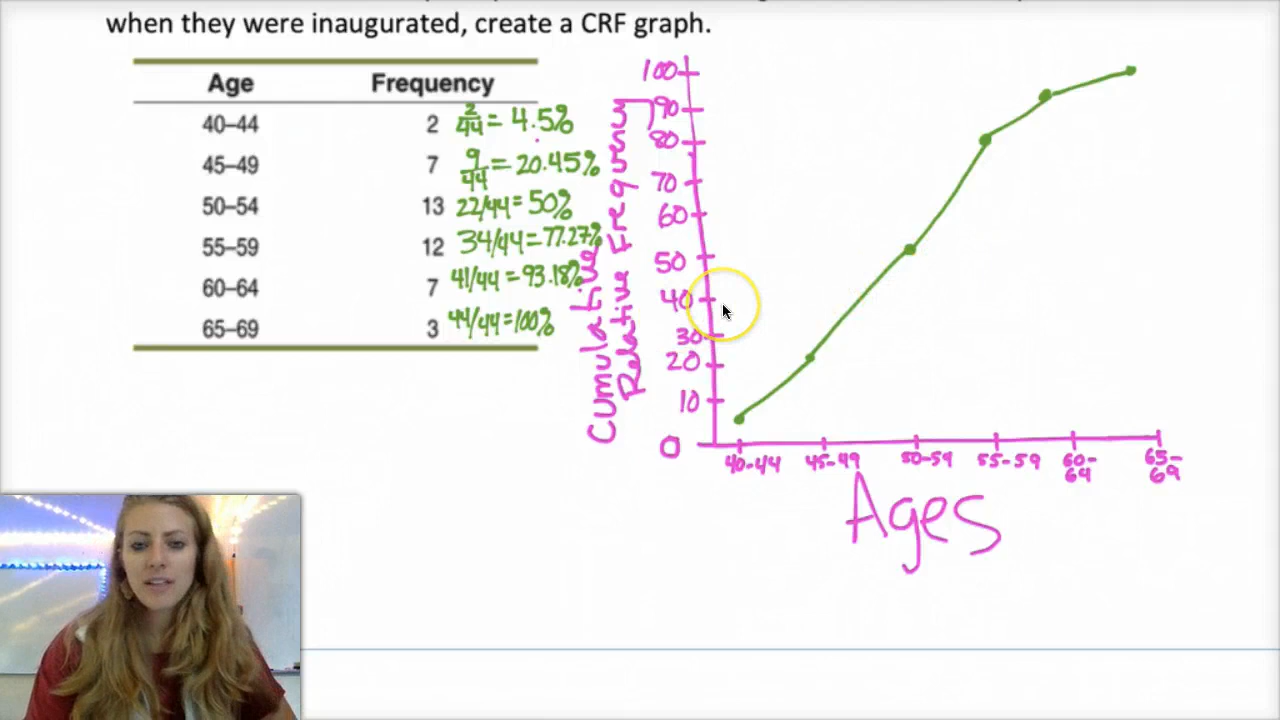 when they were inaugurated, create a CRF graph.
Age Frequency
40–44 2 2/44 = 4.5%
45–49 7 9/44 = 20.45%
50–54 13 22/44 = 50%
55–59 12 34/44 = 77.27%
60–64 7 41/44 = 93.18%
65–69 3 44/44 = 100%
Cumulative
Relative Frequency
100
90
80
70
60
50
40
30
20
10
0
40-44 45-49 50-54 55-59 60-64 65-69
Ages